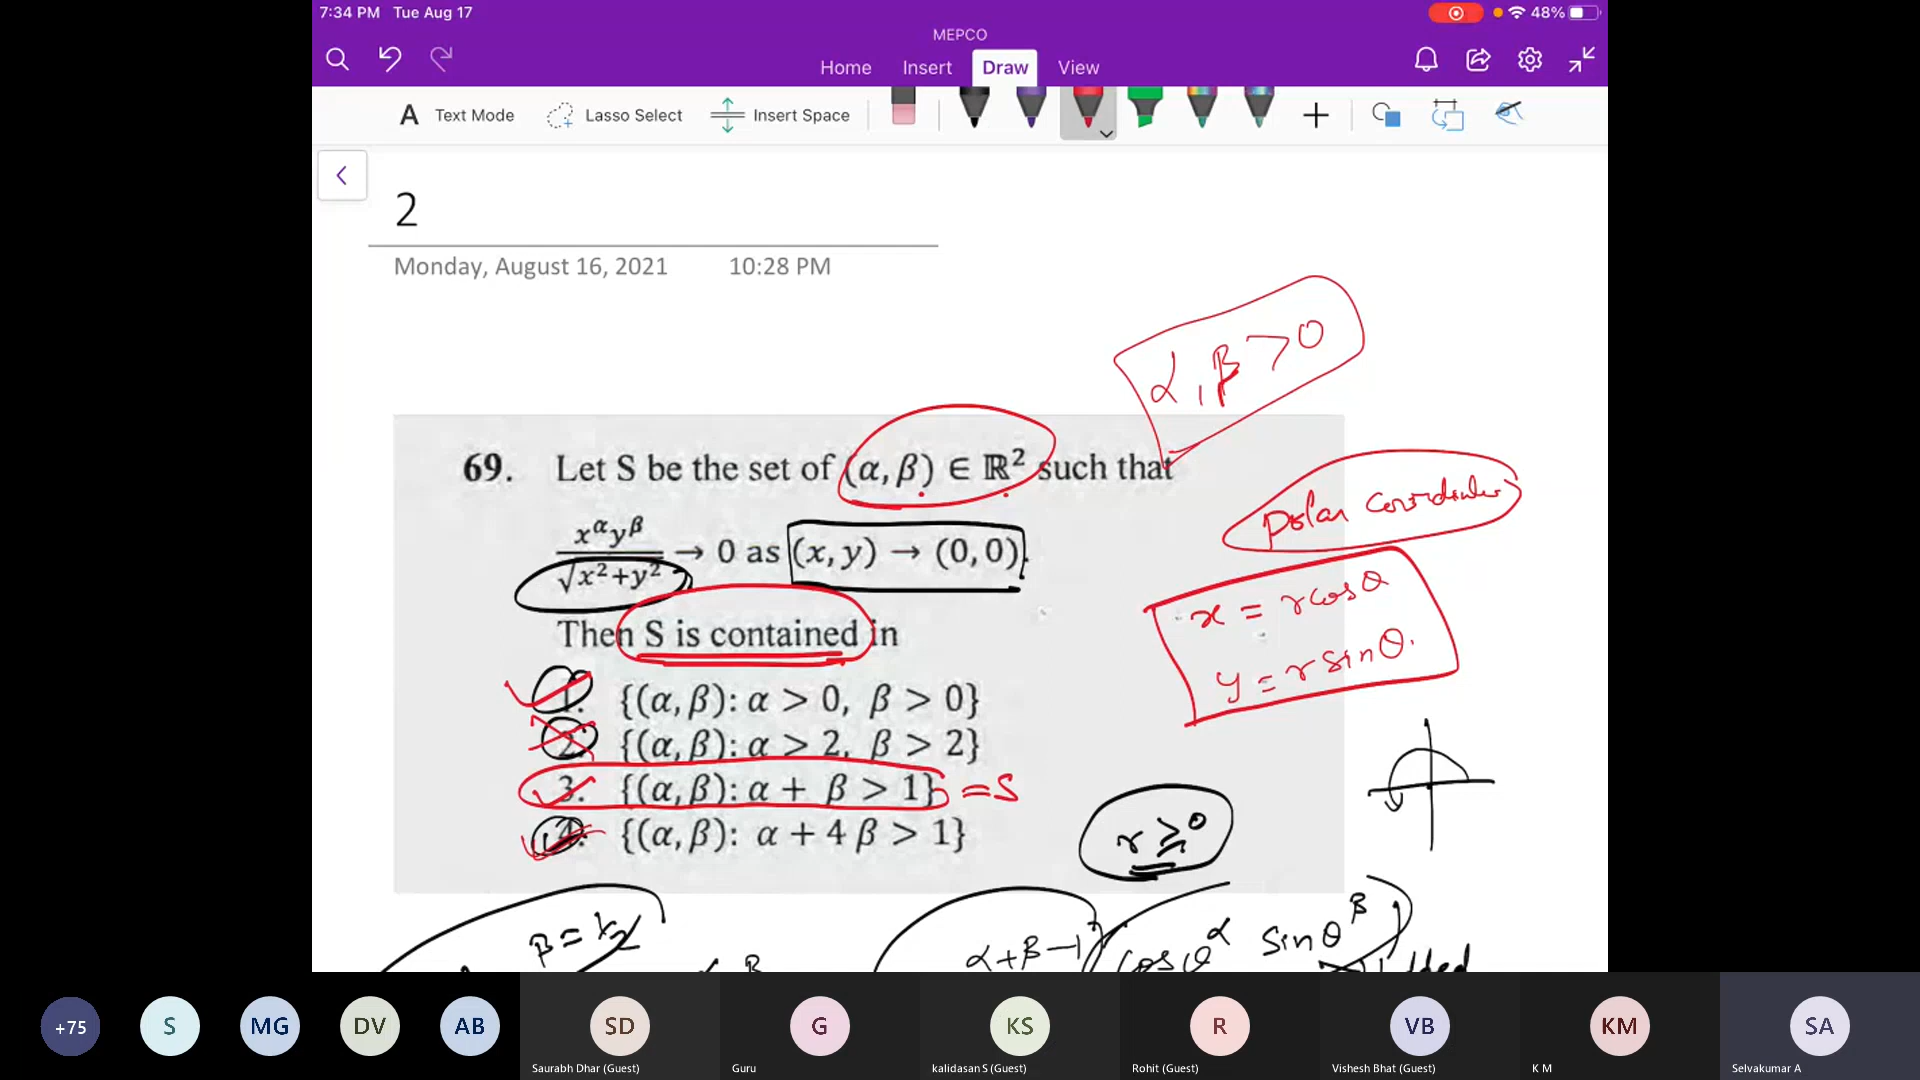 7:34 PM Tue Aug 17
48%
MEPCO
Home Insert Draw View
A Text Mode Lasso Select Insert Space
2
Monday, August 16, 2021 10:28 PM
α, β > 0
69. Let S be the set of (α, β) ∈ ℝ² such that
x^α y^β / √x²+y² → 0 as (x, y) → (0,0).
Polar coordinates
x = r cos θ
y = r sin θ
Then S is contained in
1. {(α, β): α > 0, β > 0}
2. {(α, β): α > 2, β > 2}
3. {(α, β): α + β > 1} = S
4. {(α, β): α + 4 β > 1}
r ≥ 0
β = 1/2
β
α+β-1
cos θ^α sin θ^β
+75 S MG DV AB SD G KS R VB KM SA
Saurabh Dhar (Guest) Guru kalidasan S (Guest) Rohit (Guest) Vishesh Bhat (Guest) K M Selvakumar A